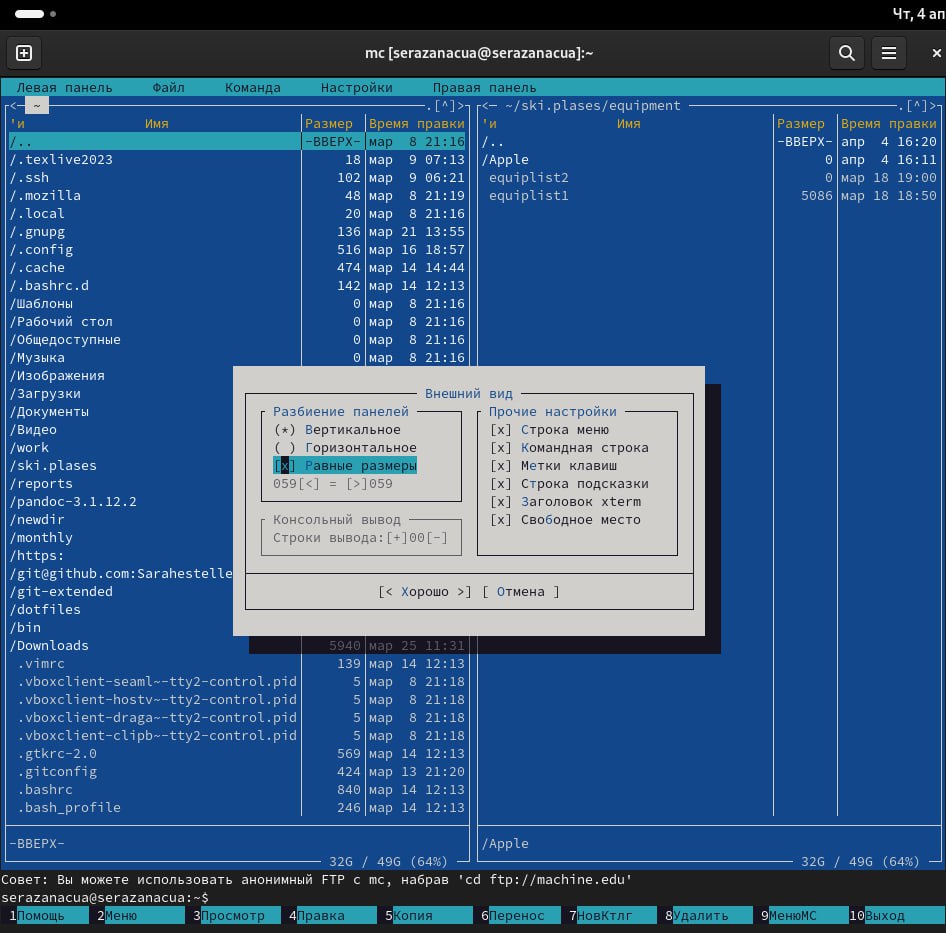 Чт, 4 ап
mc [serazanacua@serazanacua]:~
Левая панель Файл Команда Настройки Правая панель
<- ~ .[^]> <- ~/ski.plases/equipment .[^]>
'и Имя Размер Время правки 'и Имя Размер Время правки
/.. -ВВЕРХ- мар 8 21:16 /.. -ВВЕРХ- апр 4 16:20
/.texlive2023 18 мар 9 07:13 /Apple 0 апр 4 16:11
/.ssh 102 мар 9 06:21 equiplist2 0 мар 18 19:00
/.mozilla 48 мар 8 21:19 equiplist1 5086 мар 18 18:50
/.local 20 мар 8 21:16
/.gnupg 136 мар 21 13:55
/.config 516 мар 16 18:57
/.cache 474 мар 14 14:44
/.bashrc.d 142 мар 14 12:13
/Шаблоны 0 мар 8 21:16
/Рабочий стол 0 мар 8 21:16
/Общедоступные 0 мар 8 21:16
/Музыка 0 мар 8 21:16
/Изображения
/Загрузки
/Документы
/Видео
/work
/ski.plases
/reports
/pandoc-3.1.12.2
/newdir
/monthly
/https:
/git@github.com:Sarahestelle
/git-extended
/dotfiles
/bin
/Downloads 5940 мар 25 11:31
.vimrc 139 мар 14 12:13
.vboxclient-seaml~-tty2-control.pid 5 мар 8 21:18
.vboxclient-hostv~-tty2-control.pid 5 мар 8 21:18
.vboxclient-draga~-tty2-control.pid 5 мар 8 21:18
.vboxclient-clipb~-tty2-control.pid 5 мар 8 21:18
.gtkrc-2.0 569 мар 14 12:13
.gitconfig 424 мар 13 21:20
.bashrc 840 мар 14 12:13
.bash_profile 246 мар 14 12:13
Внешний вид
Разбиение панелей
(*) Вертикальное
( ) Горизонтальное
[x] Равные размеры
059[<] = [>]059
Консольный вывод
Строки вывода:[+]00[-]
Прочие настройки
[x] Строка меню
[x] Командная строка
[x] Метки клавиш
[x] Строка подсказки
[x] Заголовок xterm
[x] Свободное место
[< Хорошо >] [ Отмена ]
-ВВЕРХ- /Apple
32G / 49G (64%) 32G / 49G (64%)
Совет: Вы можете использовать анонимный FTP с mc, набрав 'cd ftp://machine.edu'
serazanacua@serazanacua:~$
1Помощь 2Меню 3Просмотр 4Правка 5Копия 6Перенос 7НовКтлг 8Удалить 9МенюМС 10Выход